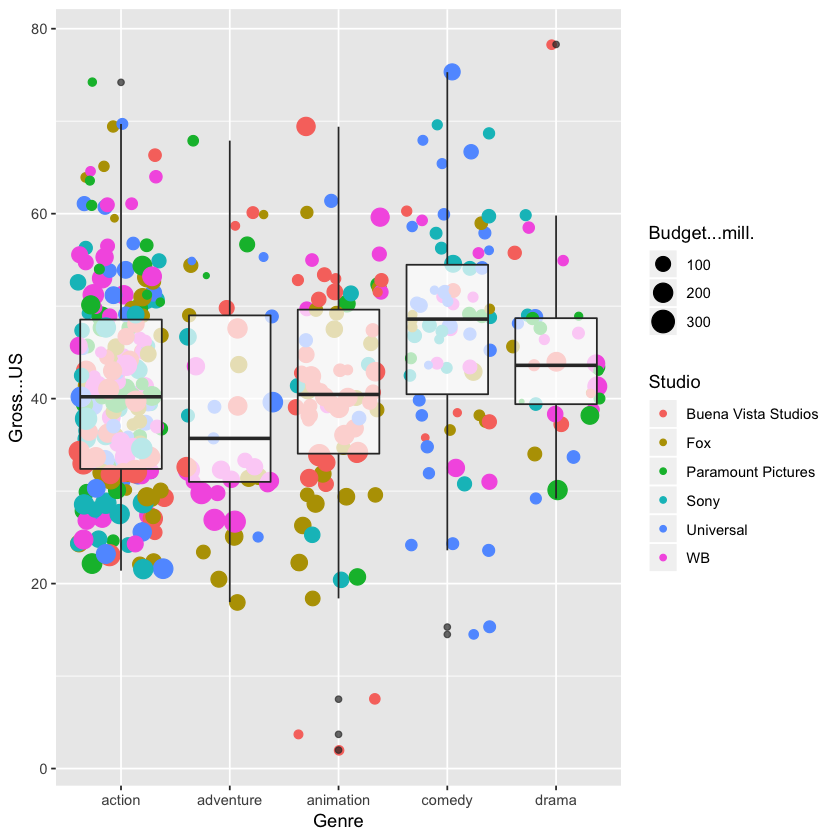 80
60
40
20
0
Gross...US
action adventure animation comedy drama
Genre
Budget...mill.
100
200
300
Studio
Buena Vista Studios
Fox
Paramount Pictures
Sony
Universal
WB